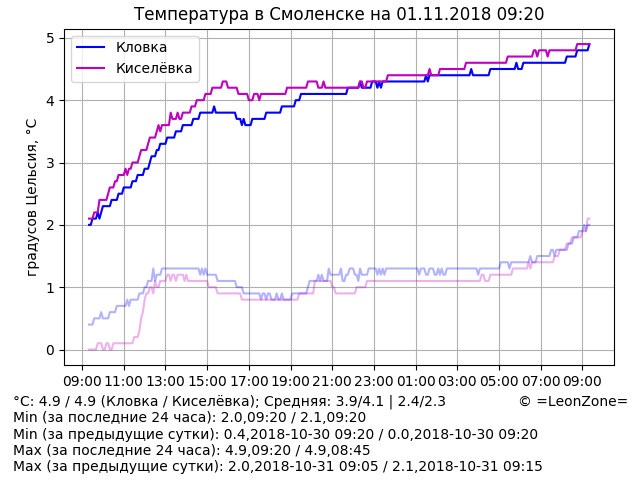 Температура в Смоленске на 01.11.2018 09:20
Кловка
Киселёвка
градусов Цельсия, °C
5
4
3
2
1
0
09:00 11:00 13:00 15:00 17:00 19:00 21:00 23:00 01:00 03:00 05:00 07:00 09:00
°C: 4.9 / 4.9 (Кловка / Киселёвка); Средняя: 3.9/4.1 | 2.4/2.3 © =LeonZone=
Min (за последние 24 часа): 2.0,09:20 / 2.1,09:20
Min (за предыдущие сутки): 0.4,2018-10-30 09:20 / 0.0,2018-10-30 09:20
Max (за последние 24 часа): 4.9,09:20 / 4.9,08:45
Max (за предыдущие сутки): 2.0,2018-10-31 09:05 / 2.1,2018-10-31 09:15